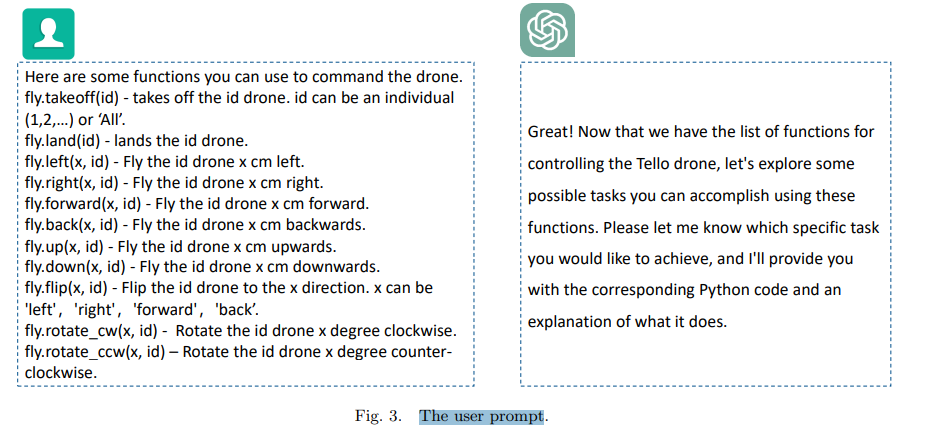 Here are some functions you can use to command the drone.
fly.takeoff(id) - takes off the id drone. id can be an individual
(1,2,...) or ‘All’.
fly.land(id) - lands the id drone.
fly.left(x, id) - Fly the id drone x cm left.
fly.right(x, id) - Fly the id drone x cm right.
fly.forward(x, id) - Fly the id drone x cm forward.
fly.back(x, id) - Fly the id drone x cm backwards.
fly.up(x, id) - Fly the id drone x cm upwards.
fly.down(x, id) - Fly the id drone x cm downwards.
fly.flip(x, id) - Flip the id drone to the x direction. x can be
'left', 'right', 'forward', 'back’.
fly.rotate_cw(x, id) - Rotate the id drone x degree clockwise.
fly.rotate_ccw(x, id) – Rotate the id drone x degree counter-
clockwise.
Great! Now that we have the list of functions for
controlling the Tello drone, let's explore some
possible tasks you can accomplish using these
functions. Please let me know which specific task
you would like to achieve, and I'll provide you
with the corresponding Python code and an
explanation of what it does.
Fig. 3. The user prompt.